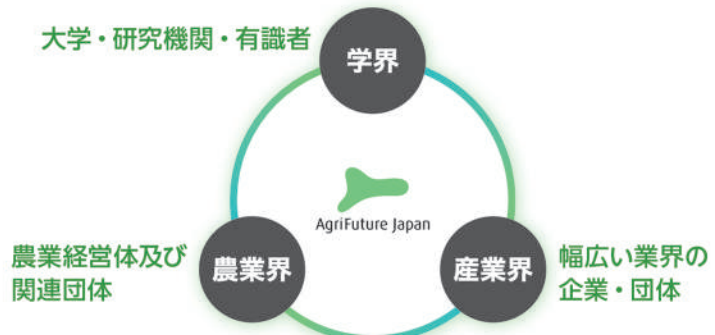 大学・研究機関・有識者
学界
AgriFuture Japan
農業経営体及び
関連団体
農業界
産業界
幅広い業界の
企業・団体